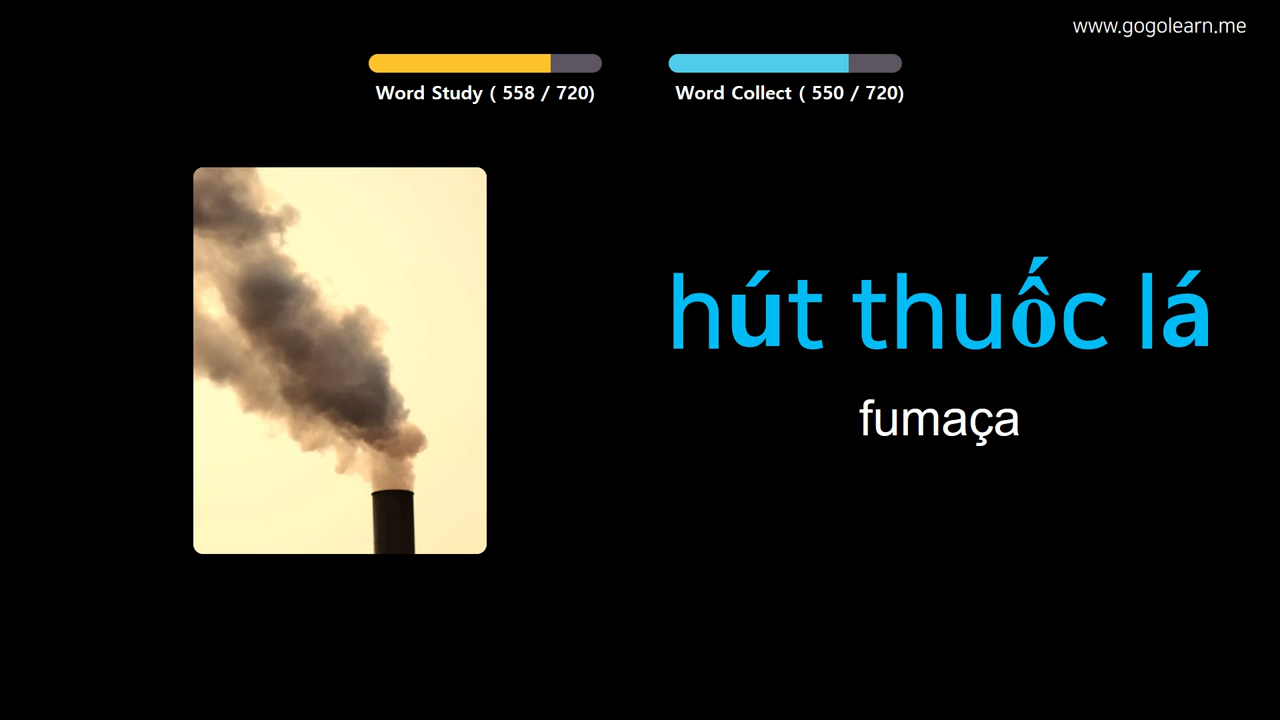 www.gogolearn.me
Word Study ( 558 / 720)
Word Collect ( 550 / 720)
hút thuốc lá
fumaça